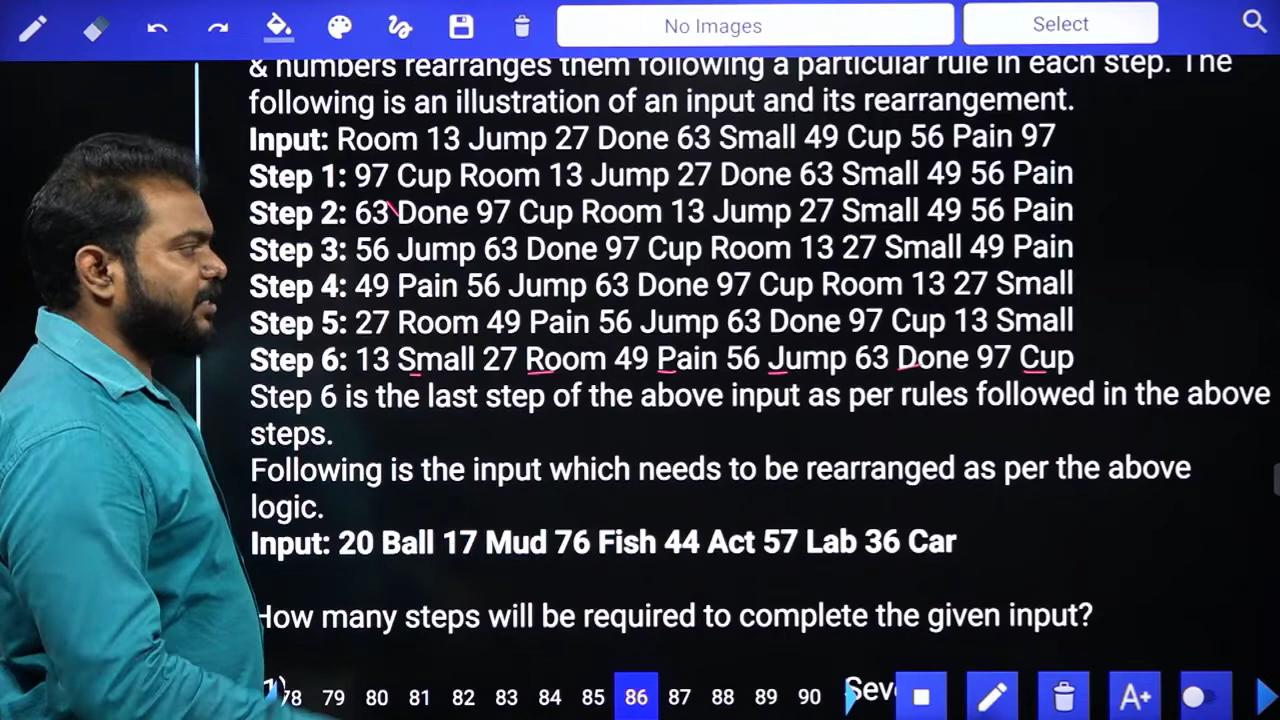 No Images
Select
& numbers rearranges them following a particular rule in each step. The
following is an illustration of an input and its rearrangement.
Input: Room 13 Jump 27 Done 63 Small 49 Cup 56 Pain 97
Step 1: 97 Cup Room 13 Jump 27 Done 63 Small 49 56 Pain
Step 2: 63 Done 97 Cup Room 13 Jump 27 Small 49 56 Pain
Step 3: 56 Jump 63 Done 97 Cup Room 13 27 Small 49 Pain
Step 4: 49 Pain 56 Jump 63 Done 97 Cup Room 13 27 Small
Step 5: 27 Room 49 Pain 56 Jump 63 Done 97 Cup 13 Small
Step 6: 13 Small 27 Room 49 Pain 56 Jump 63 Done 97 Cup
Step 6 is the last step of the above input as per rules followed in the above
steps.
Following is the input which needs to be rearranged as per the above
logic.
Input: 20 Ball 17 Mud 76 Fish 44 Act 57 Lab 36 Car
How many steps will be required to complete the given input?
78 79 80 81 82 83 84 85 86 87 88 89 90
A+